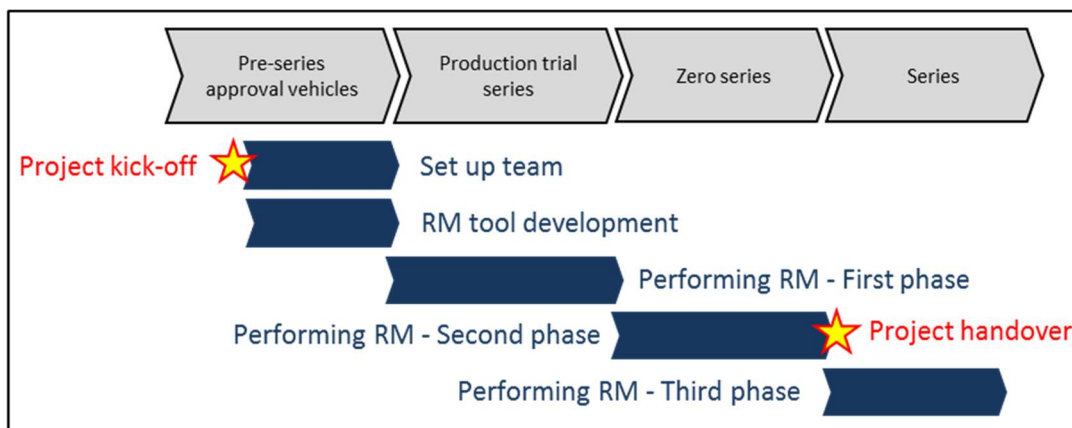 Pre-series
approval vehicles
Production trial
series
Zero series
Series
Project kick-off
Set up team
RM tool development
Performing RM - First phase
Performing RM - Second phase
Project handover
Performing RM - Third phase